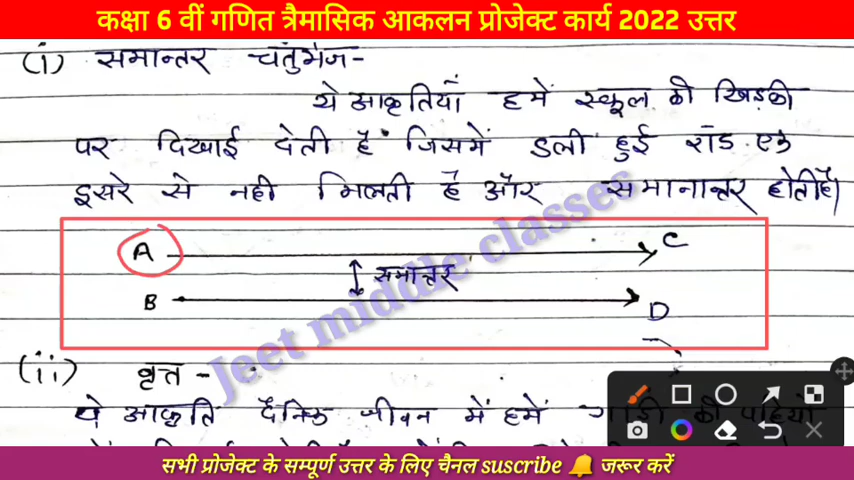 कक्षा 6 वीं गणित त्रैमासिक आकलन प्रोजेक्ट कार्य 2022 उत्तर
(i) समान्तर चतुर्भुज-
ये आकृतियाँ हमें स्कूल की खिड़की
पर दिखाई देती हैं जिसमें डली हुई रॉड एक
दूसरे से नही मिलती है और समानान्तर होती है।
A C
समान्तर
B D
Jeet middle classes
(ii) वृत्त -
ये आकृति दैनिक जीवन में हमें गाडी की पहियों
सभी प्रोजेक्ट के सम्पूर्ण उत्तर के लिए चैनल suscribe 🔔 जरूर करें